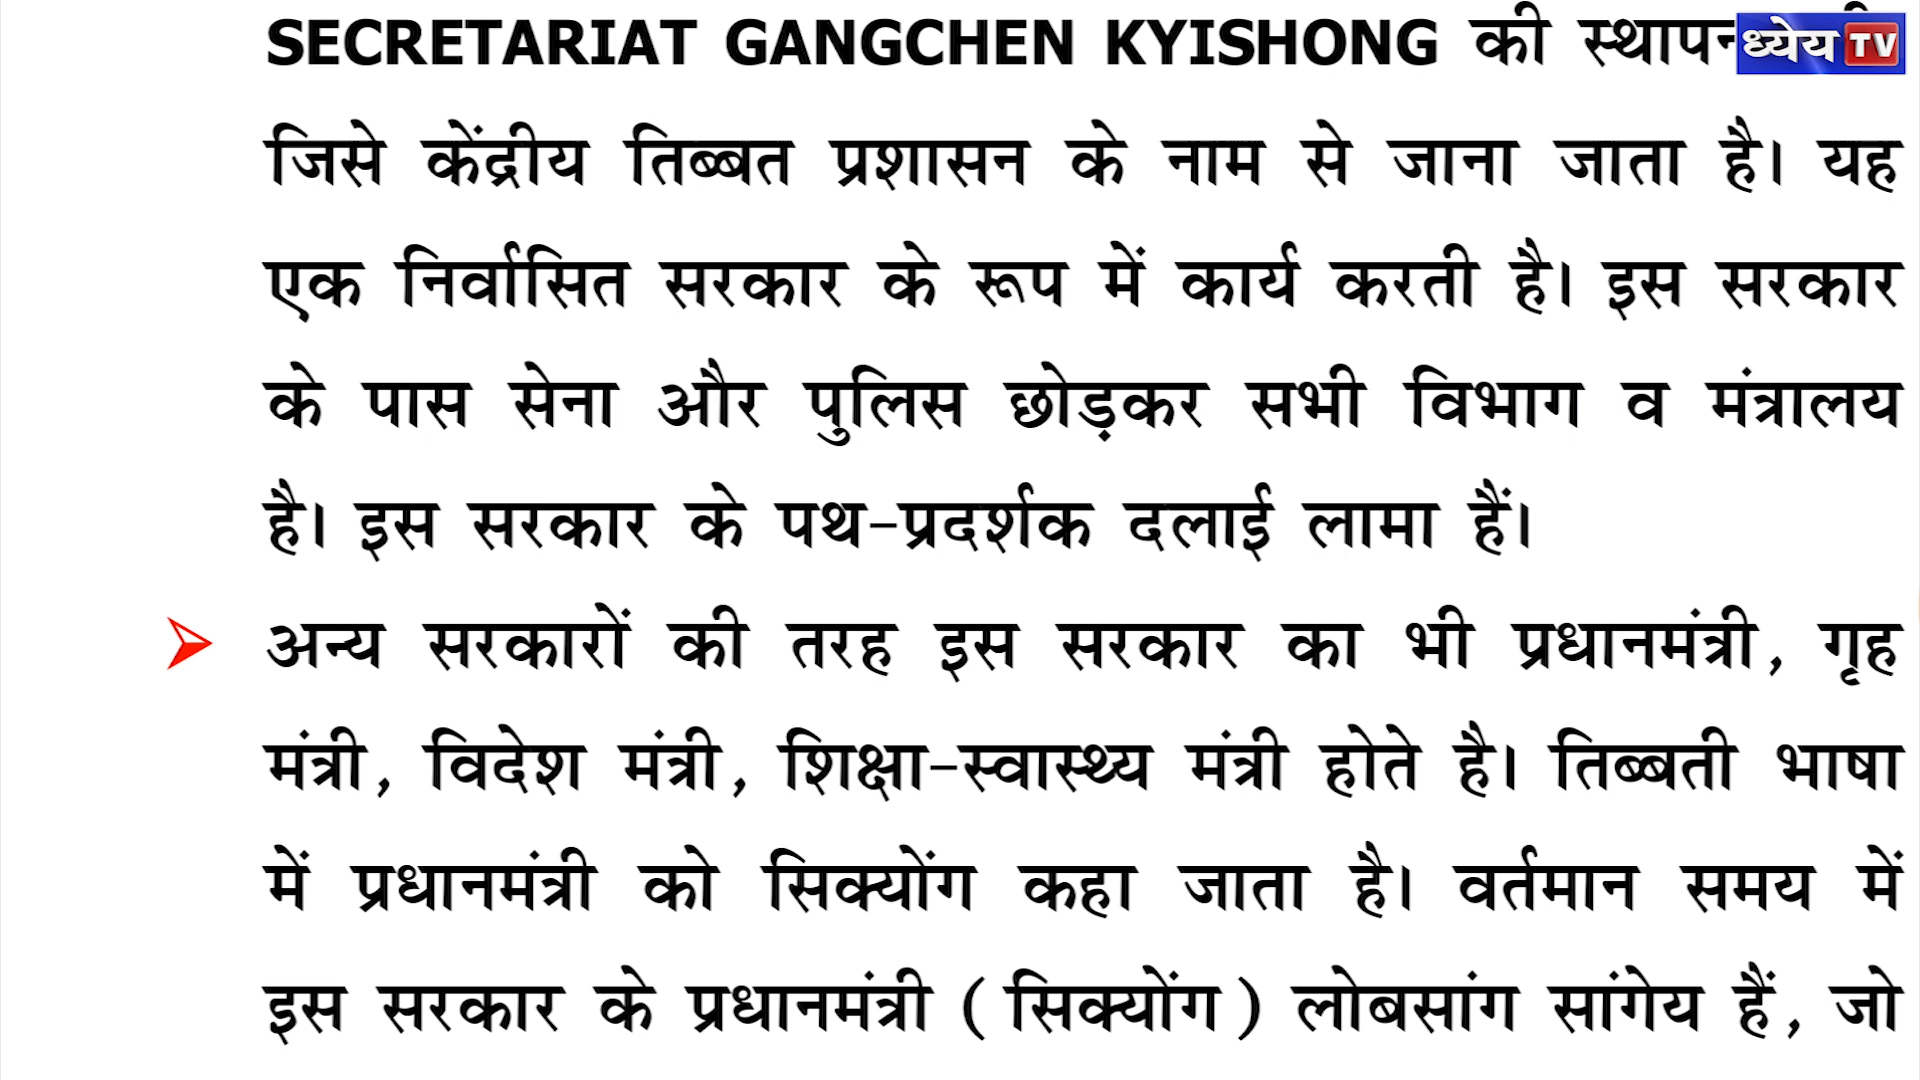 SECRETARIAT GANGCHEN KYISHONG की
ध्येय TV
जिसे केंद्रीय तिब्बत प्रशासन के नाम से जाना जाता है। यह
एक निर्वासित सरकार के रूप में कार्य करती है। इस सरकार
के पास सेना और पुलिस छोड़कर सभी विभाग व मंत्रालय
है। इस सरकार के पथ-प्रदर्शक दलाई लामा हैं।
अन्य सरकारों की तरह इस सरकार का भी प्रधानमंत्री, गृह
मंत्री, विदेश मंत्री, शिक्षा-स्वास्थ्य मंत्री होते है। तिब्बती भाषा
में प्रधानमंत्री को सिक्योंग कहा जाता है। वर्तमान समय में
इस सरकार के प्रधानमंत्री (सिक्योंग) लोबसांग सांगेय हैं, जो